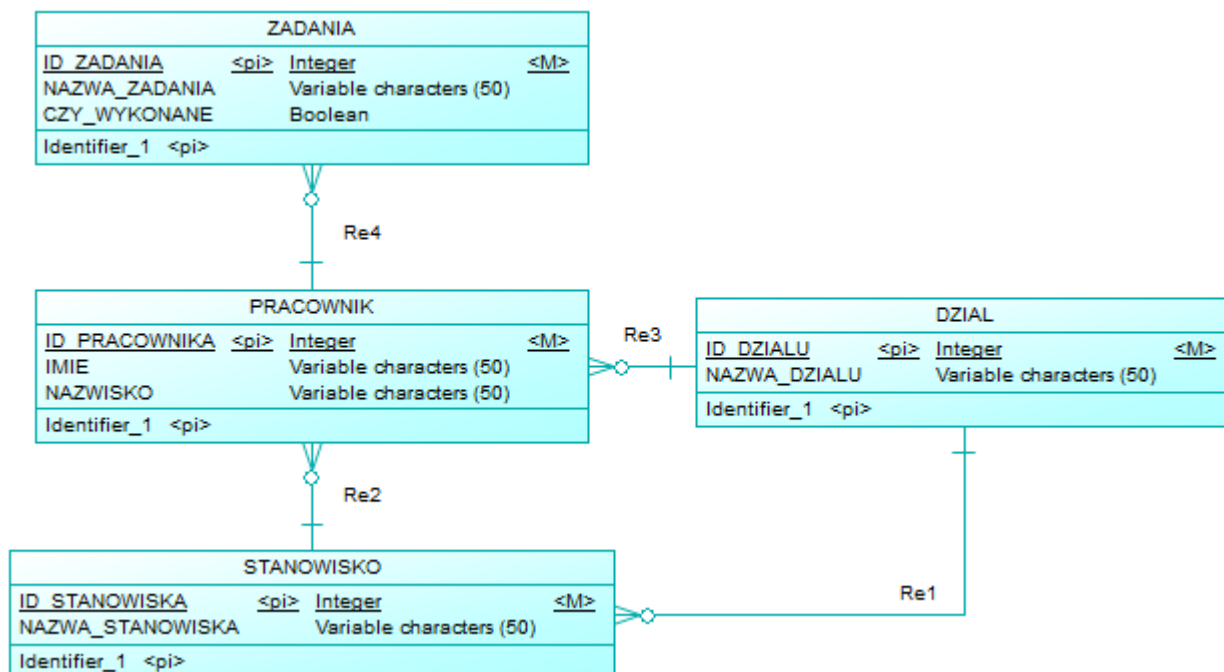 ZADANIA
ID_ZADANIA <pi> Integer <M>
NAZWA_ZADANIA Variable characters (50)
CZY_WYKONANE Boolean
Identifier_1 <pi>
Re4
PRACOWNIK
ID_PRACOWNIKA <pi> Integer <M>
IMIE Variable characters (50)
NAZWISKO Variable characters (50)
Identifier_1 <pi>
Re3
DZIAL
ID_DZIALU <pi> Integer <M>
NAZWA_DZIALU Variable characters (50)
Identifier_1 <pi>
Re2
STANOWISKO
ID_STANOWISKA <pi> Integer <M>
NAZWA_STANOWISKA Variable characters (50)
Identifier_1 <pi>
Re1